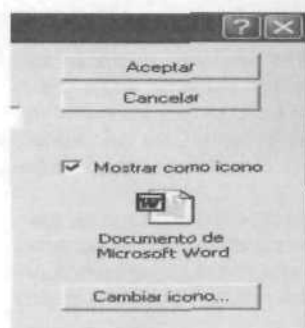 Aceptar
Cancelar
Mostrar como icono
Documento de
Microsoft Word
Cambiar icono...